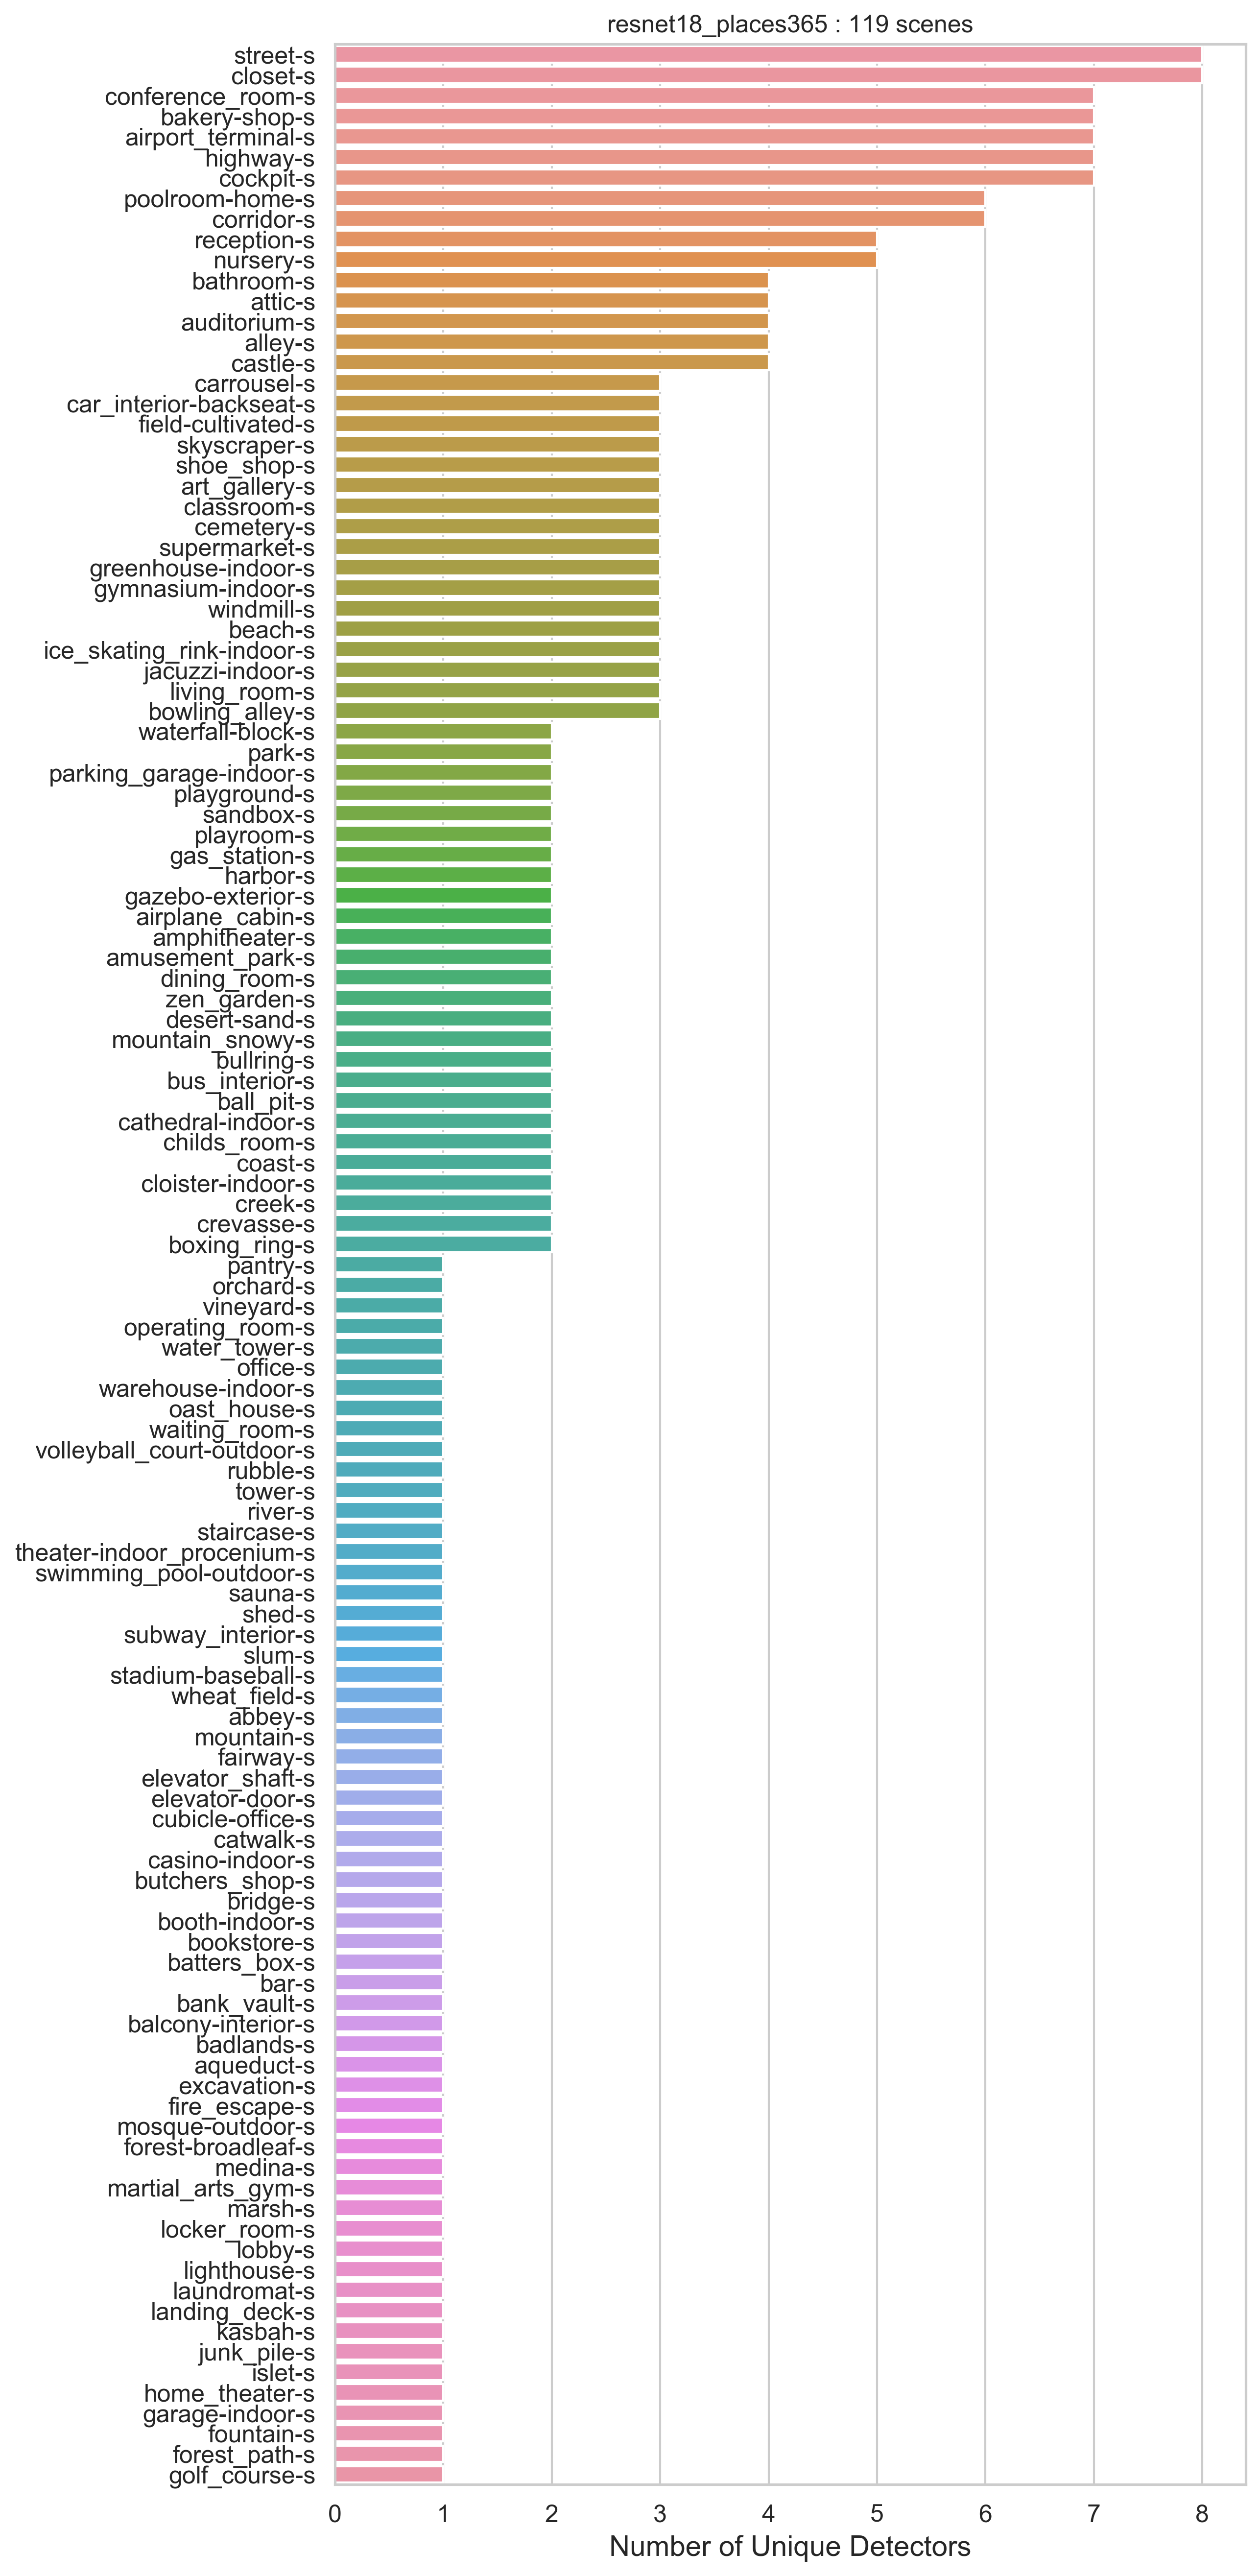 resnet18_places365 : 119 scenes
street-s
closet-s
conference_room-s
bakery-shop-s
airport_terminal-s
highway-s
cockpit-s
poolroom-home-s
corridor-s
reception-s
nursery-s
bathroom-s
attic-s
auditorium-s
alley-s
castle-s
carrousel-s
car_interior-backseat-s
field-cultivated-s
skyscraper-s
shoe_shop-s
art_gallery-s
classroom-s
cemetery-s
supermarket-s
greenhouse-indoor-s
gymnasium-indoor-s
windmill-s
beach-s
ice_skating_rink-indoor-s
jacuzzi-indoor-s
living_room-s
bowling_alley-s
waterfall-block-s
park-s
parking_garage-indoor-s
playground-s
sandbox-s
playroom-s
gas_station-s
harbor-s
gazebo-exterior-s
airplane_cabin-s
amphitheater-s
amusement_park-s
dining_room-s
zen_garden-s
desert-sand-s
mountain_snowy-s
bullring-s
bus_interior-s
ball_pit-s
cathedral-indoor-s
childs_room-s
coast-s
cloister-indoor-s
creek-s
crevasse-s
boxing_ring-s
pantry-s
orchard-s
vineyard-s
operating_room-s
water_tower-s
office-s
warehouse-indoor-s
oast_house-s
waiting_room-s
volleyball_court-outdoor-s
rubble-s
tower-s
river-s
staircase-s
theater-indoor_procenium-s
swimming_pool-outdoor-s
sauna-s
shed-s
subway_interior-s
slum-s
stadium-baseball-s
wheat_field-s
abbey-s
mountain-s
fairway-s
elevator_shaft-s
elevator-door-s
cubicle-office-s
catwalk-s
casino-indoor-s
butchers_shop-s
bridge-s
booth-indoor-s
bookstore-s
batters_box-s
bar-s
bank_vault-s
balcony-interior-s
badlands-s
aqueduct-s
excavation-s
fire_escape-s
mosque-outdoor-s
forest-broadleaf-s
medina-s
martial_arts_gym-s
marsh-s
locker_room-s
lobby-s
lighthouse-s
laundromat-s
landing_deck-s
kasbah-s
junk_pile-s
islet-s
home_theater-s
garage-indoor-s
fountain-s
forest_path-s
golf_course-s
0 1 2 3 4 5 6 7 8
Number of Unique Detectors